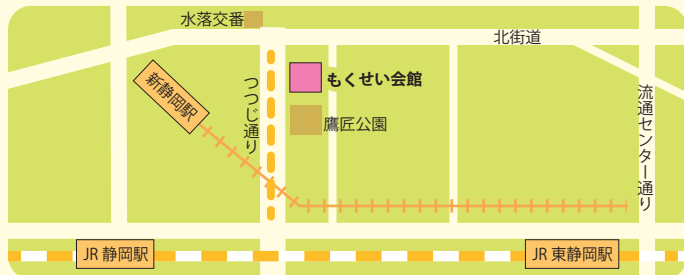 水落交番
北街道
もくせい会館
新静岡駅
つつじ通り
鷹匠公園
流通センター通り
JR 静岡駅
JR 東静岡駅